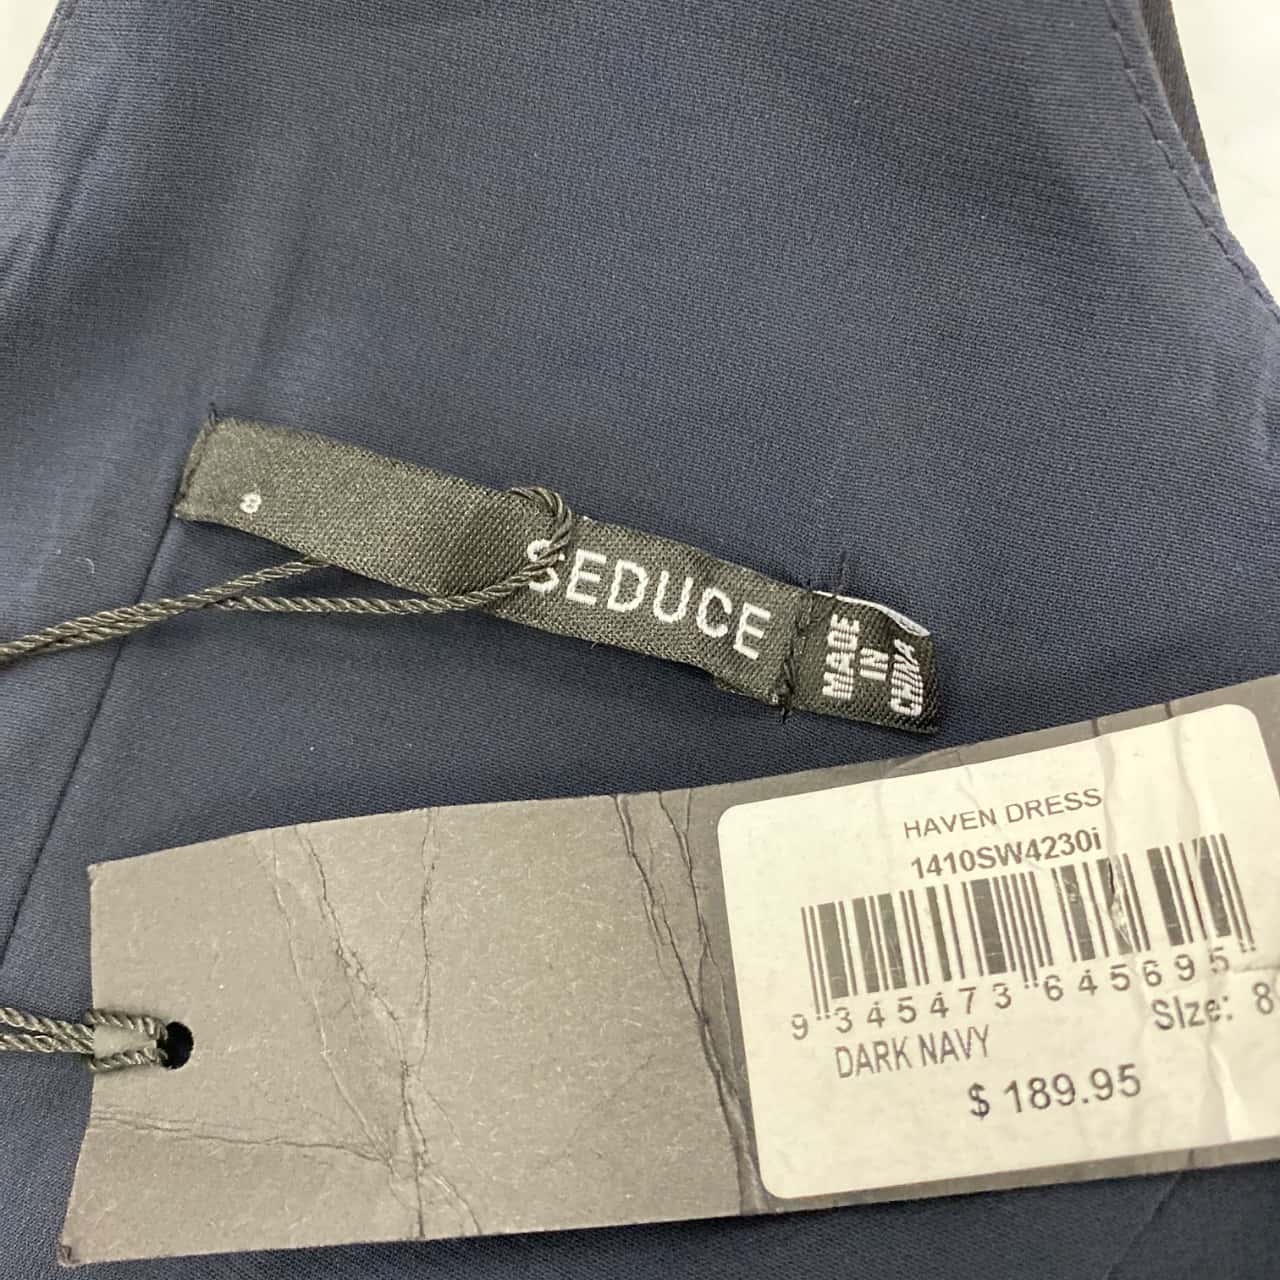 8
SEDUCE
MADE
IN
CHINA
HAVEN DRESS
1410SW4230i
9 345473 645695
SIze: 8
DARK NAVY
$ 189.95